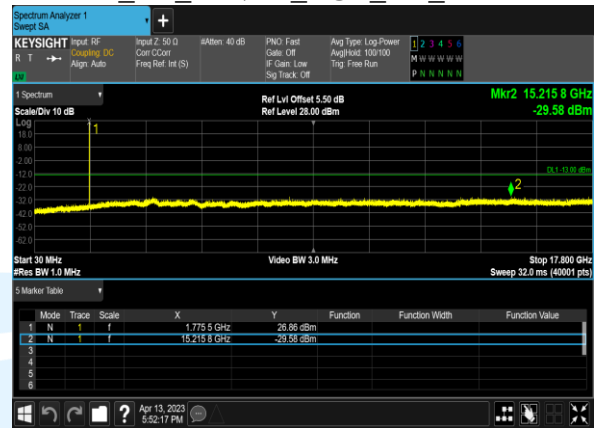 Spectrum Analyzer 1
Swept SA
+
KEYSIGHT Input: RF Input Z: 50 Ω #Atten: 40 dB PNO: Fast Avg Type: Log-Power 1 2 3 4 5 6
R T Coupling: DC Corr CCorr Gate: Off Avg|Hold: 100/100 M W W W W W
Align: Auto Freq Ref: Int (S) IF Gain: Low Trig: Free Run
Sig Track: Off P N N N N N
1 Spectrum Mkr2 15.215 8 GHz
Ref Lvl Offset 5.50 dB
Scale/Div 10 dB Ref Level 28.00 dBm -29.58 dBm
Log
1
18.0
8.00
-2.00
DL1 -13.00 dBm
-12.0
2
-22.0
-32.0
-42.0
-52.0
-62.0
Start 30 MHz Video BW 3.0 MHz Stop 17.800 GHz
#Res BW 1.0 MHz Sweep 32.0 ms (40001 pts)
5 Marker Table
Mode Trace Scale X Y Function Function Width Function Value
1 N 1 f 1.775 5 GHz 26.86 dBm
2 N 1 f 15.215 8 GHz -29.58 dBm
3
4
5
6
? Apr 13, 2023
5:52:17 PM